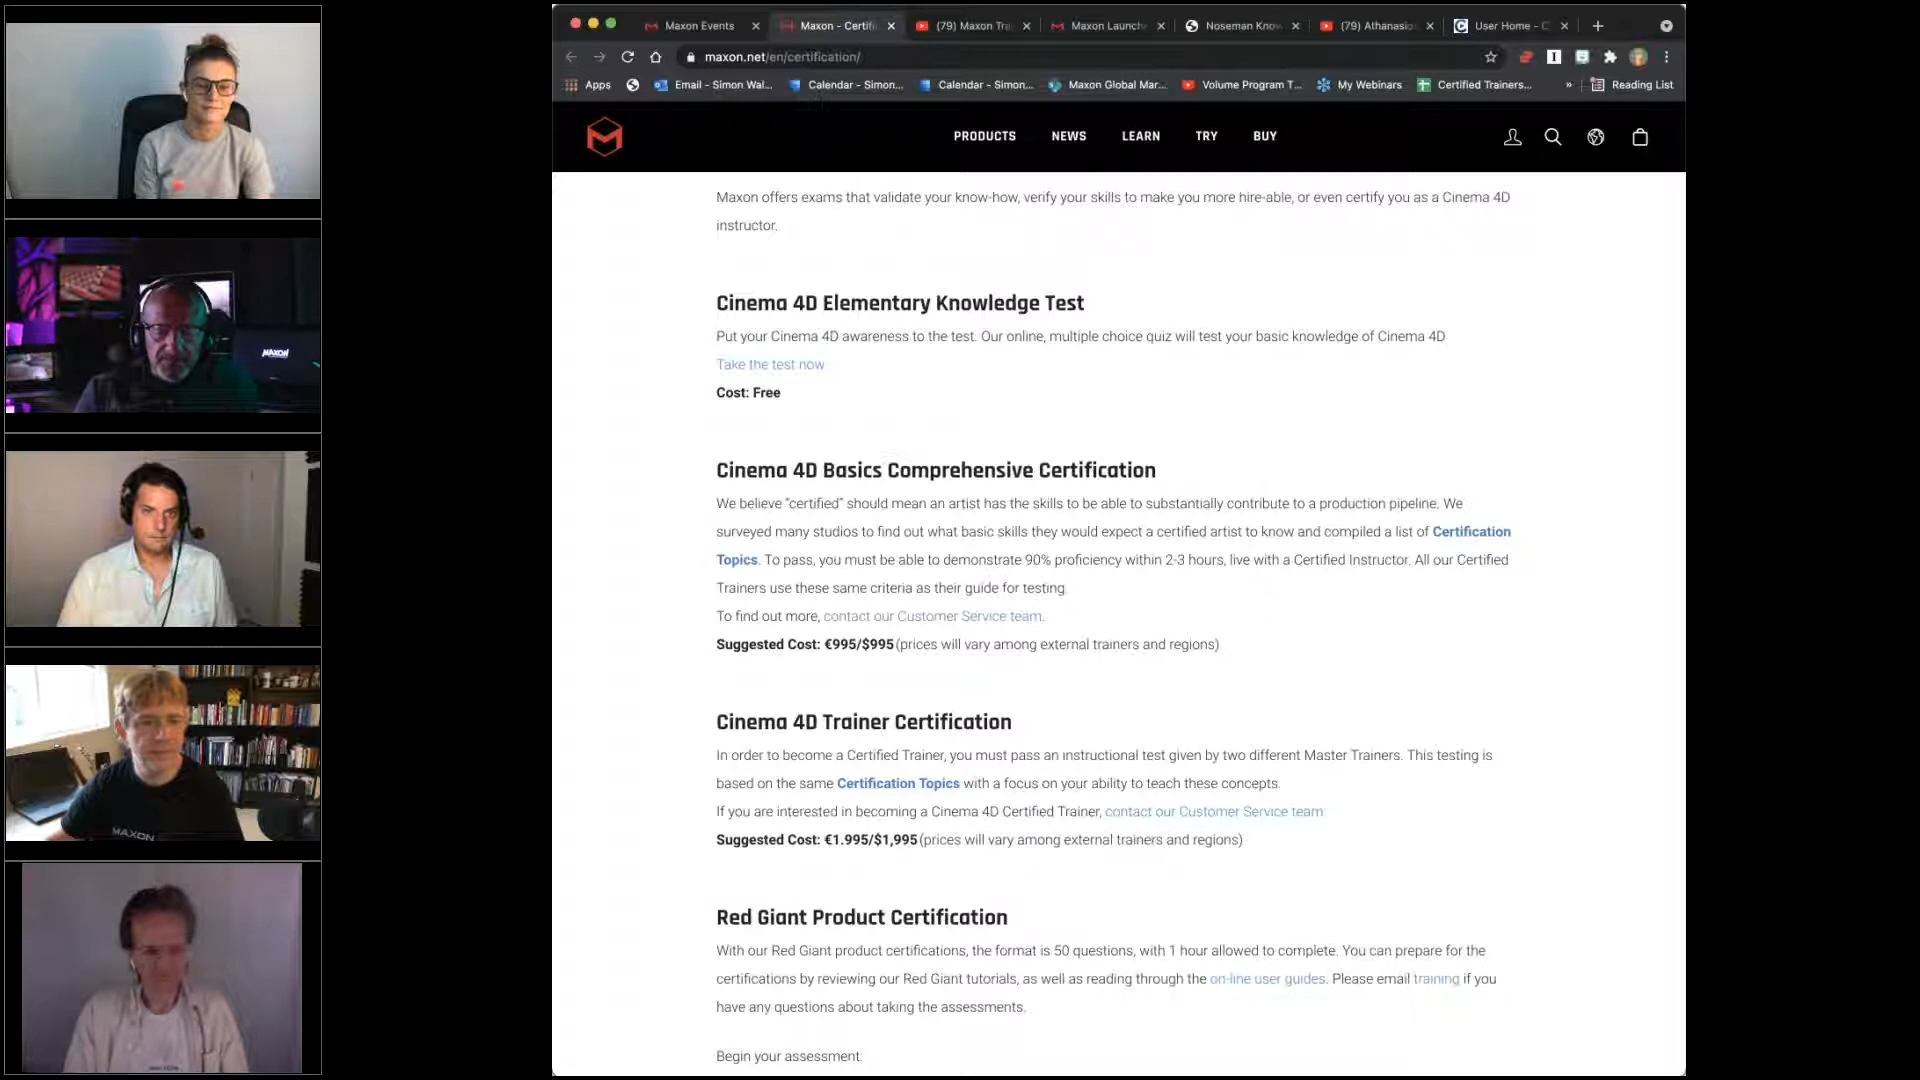 Maxon Events
Maxon - Certifi
(79) Maxon Tra
Maxon Launch
Noseman Know
(79) Athanasio
User Home - C
maxon.net/en/certification/
Apps
Email - Simon Wal...
Calendar - Simon...
Calendar - Simon...
Maxon Global Mar...
Volume Program T...
My Webinars
Certified Trainers...
»
Reading List
PRODUCTS
NEWS
LEARN
TRY
BUY
Maxon offers exams that validate your know-how, verify your skills to make you more hire-able, or even certify you as a Cinema 4D
instructor.
Cinema 4D Elementary Knowledge Test
Put your Cinema 4D awareness to the test. Our online, multiple choice quiz will test your basic knowledge of Cinema 4D
Take the test now
Cost: Free
Cinema 4D Basics Comprehensive Certification
We believe “certified” should mean an artist has the skills to be able to substantially contribute to a production pipeline. We
surveyed many studios to find out what basic skills they would expect a certified artist to know and compiled a list of Certification
Topics. To pass, you must be able to demonstrate 90% proficiency within 2-3 hours, live with a Certified Instructor. All our Certified
Trainers use these same criteria as their guide for testing.
To find out more, contact our Customer Service team.
Suggested Cost: €995/$995 (prices will vary among external trainers and regions)
Cinema 4D Trainer Certification
In order to become a Certified Trainer, you must pass an instructional test given by two different Master Trainers. This testing is
based on the same Certification Topics with a focus on your ability to teach these concepts.
If you are interested in becoming a Cinema 4D Certified Trainer, contact our Customer Service team.
Suggested Cost: €1.995/$1,995 (prices will vary among external trainers and regions)
Red Giant Product Certification
With our Red Giant product certifications, the format is 50 questions, with 1 hour allowed to complete. You can prepare for the
certifications by reviewing our Red Giant tutorials, as well as reading through the on-line user guides. Please email training if you
have any questions about taking the assessments.
Begin your assessment:
MAXON
MAXON